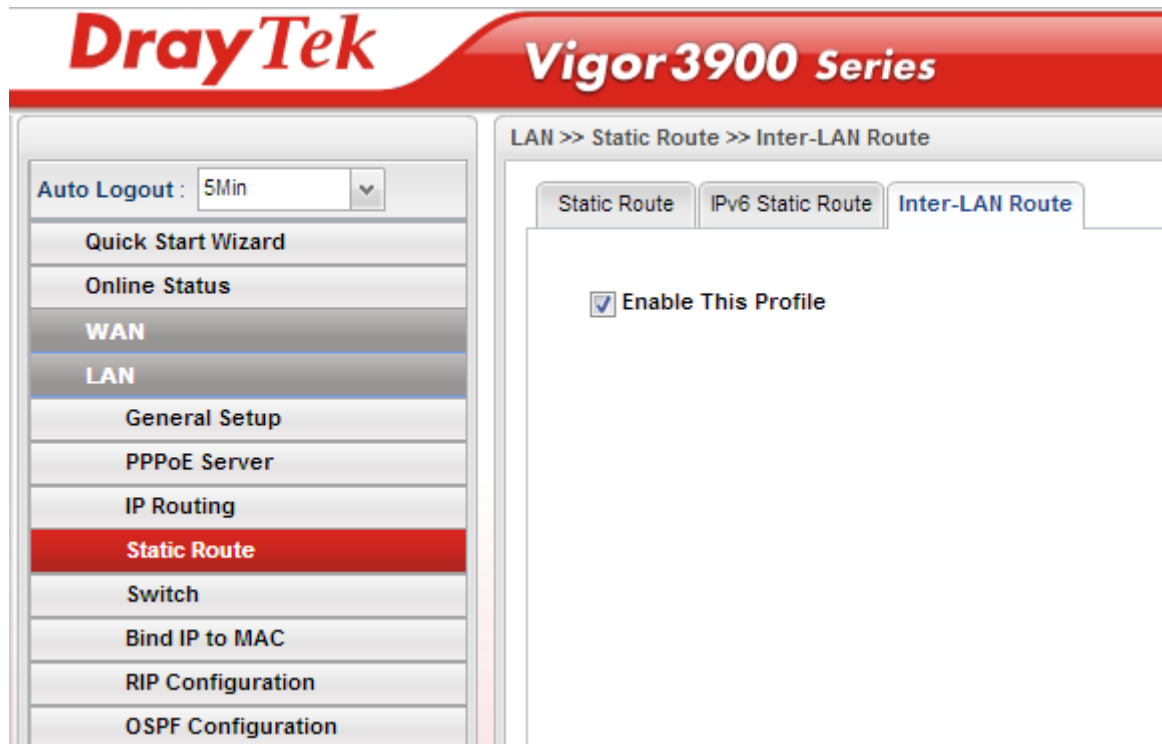 DrayTek
Vigor3900 Series
LAN >> Static Route >> Inter-LAN Route
Auto Logout : 5Min
Static Route
IPv6 Static Route
Inter-LAN Route
Quick Start Wizard
Online Status
Enable This Profile
WAN
LAN
General Setup
PPPoE Server
IP Routing
Static Route
Switch
Bind IP to MAC
RIP Configuration
OSPF Configuration